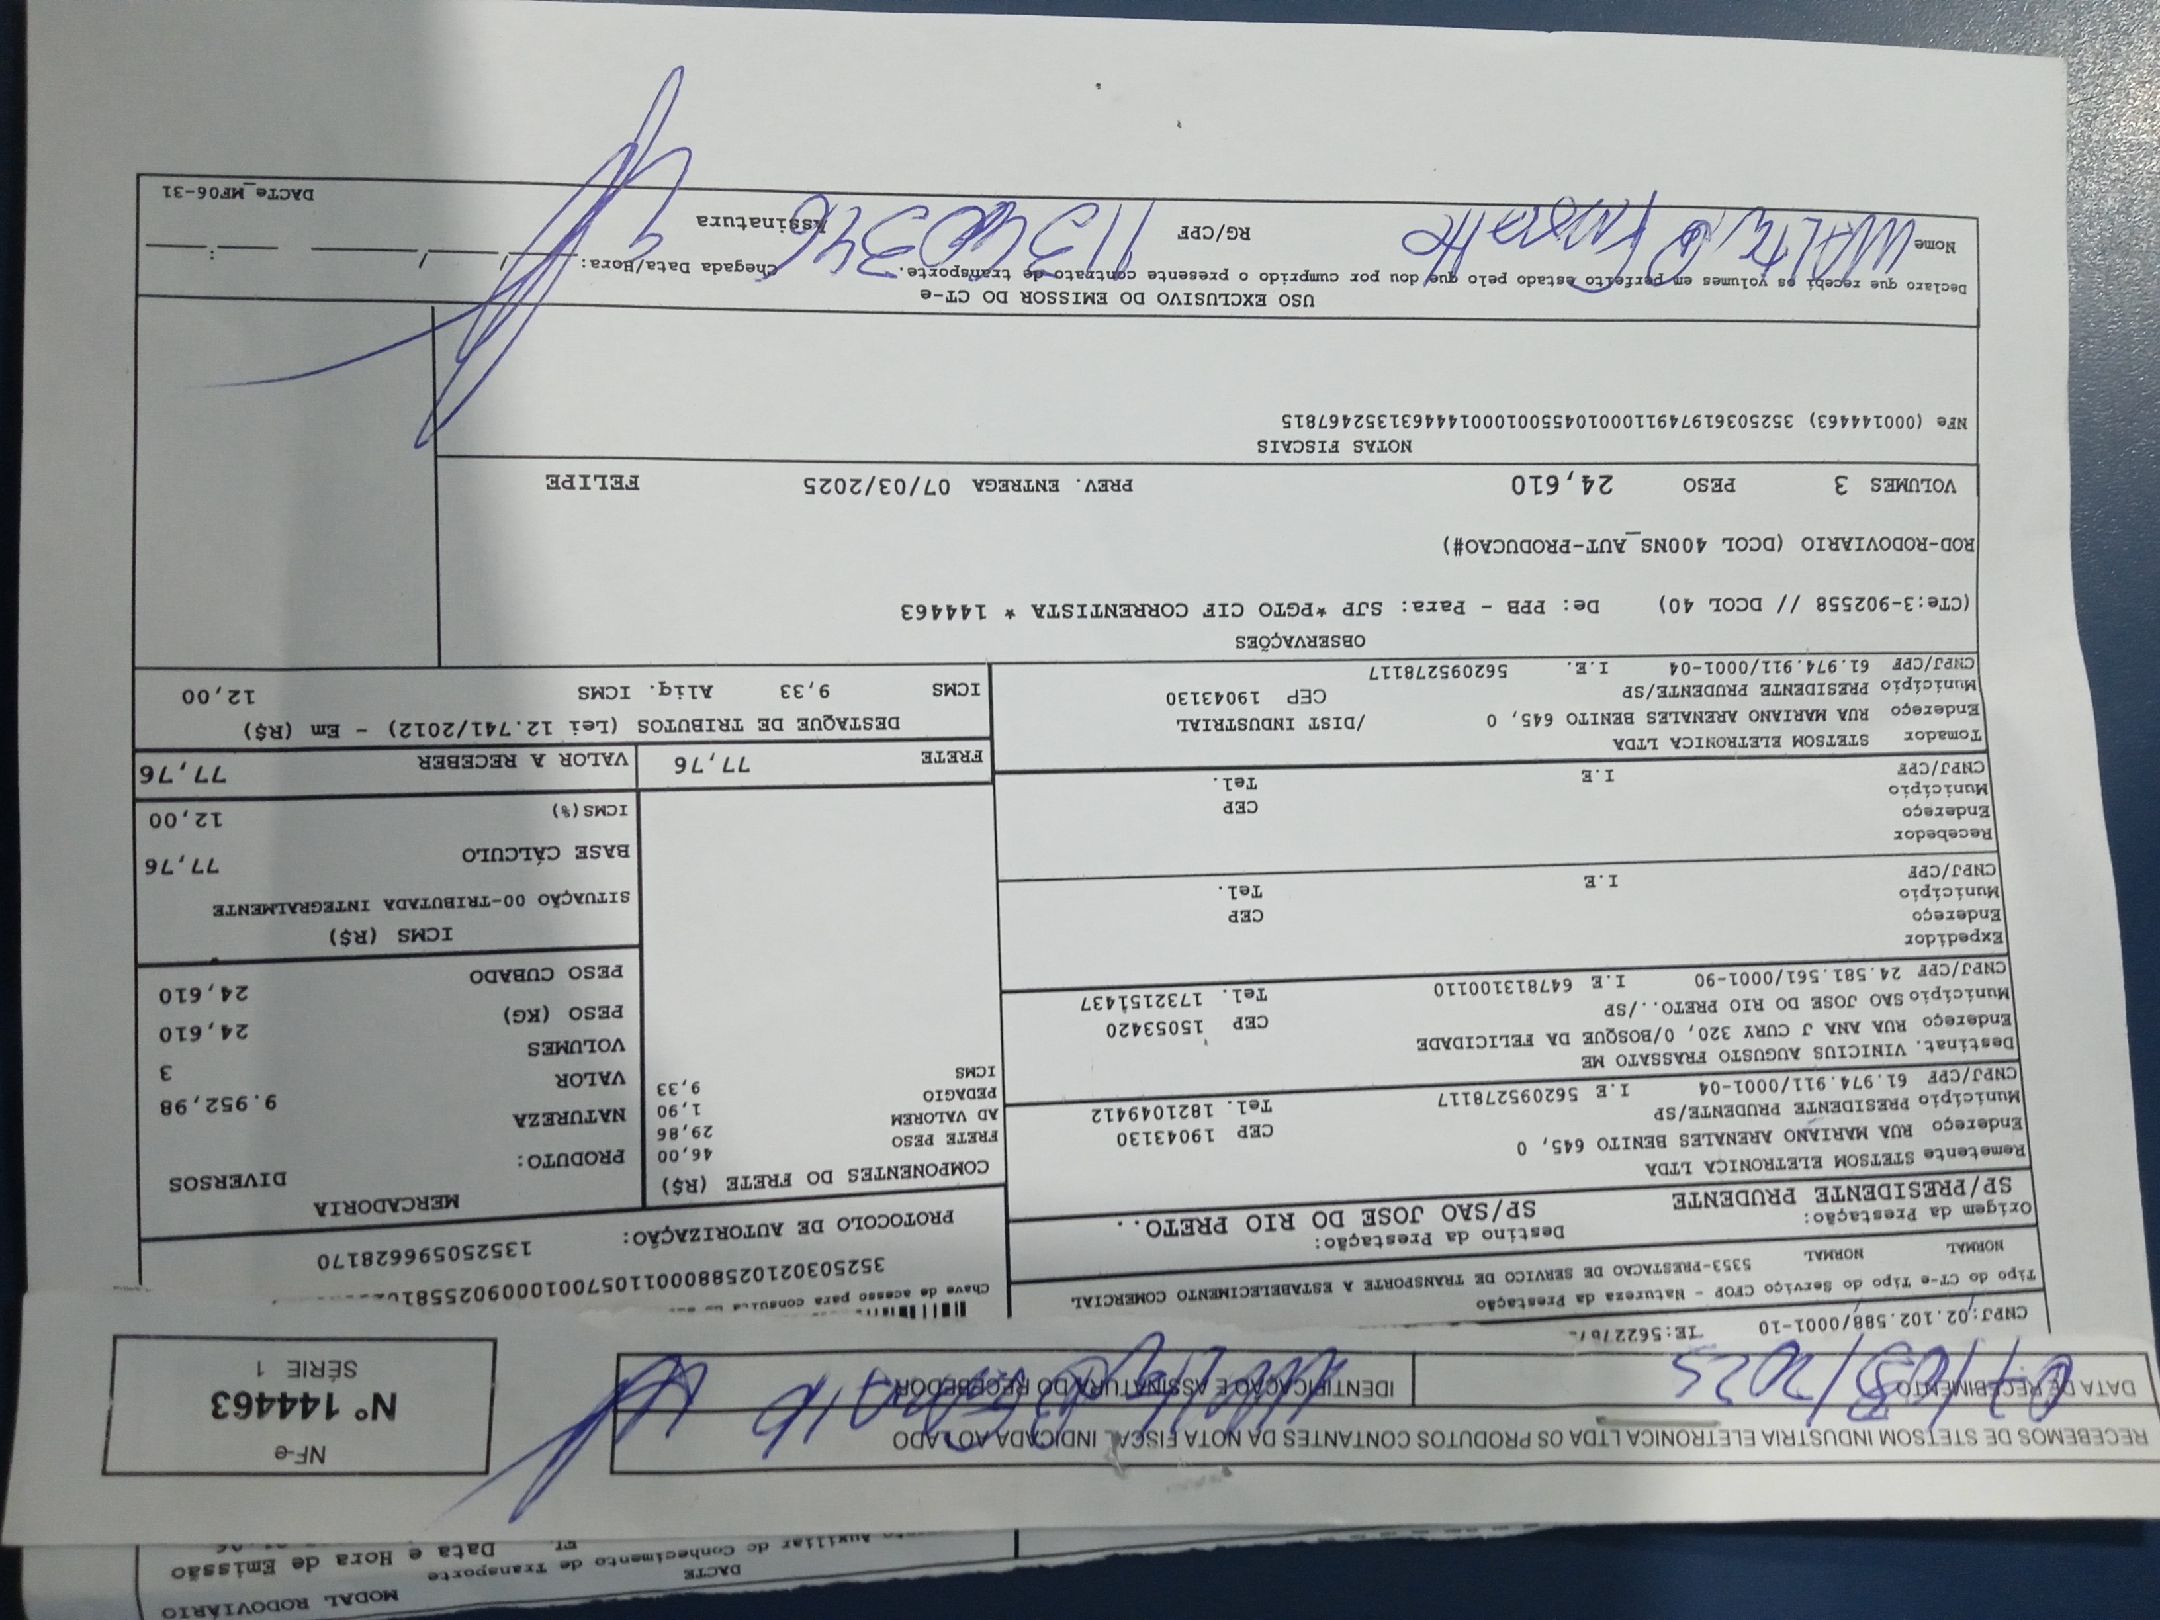 MODAL RODOVIÁRIO
DACTE
Data e Hora de Emissão
RECEBEMOS DE STETSOM INDUSTRIA ELETRONICA LTDA OS PRODUTOS CONTANTES DA NOTA FISCAL INDICADA AO LADO
DATA DE RECEBIMENTO
07/03/2025
IDENTIFICAÇÃO E ASSINATURA DO RECEBEDOR
NF-e
Nº 144463
SÉRIE 1
CNPJ:02.102.588/0001-10
Tipo do CT-e Tipo do Serviço CFOP - Natureza da Prestação
NORMAL NORMAL 5353-PRESTACAO DE SERVICO DE TRANSPORTE A ESTABELECIMENTO COMERCIAL
Chave de acesso para consulta
PROTOCOLO DE AUTORIZAÇÃO:
135250596628170
Origem da Prestação:
SP/PRESIDENTE PRUDENTE
Destino da Prestação:
SP/SAO JOSE DO RIO PRETO..
Remetente STETSOM ELETRONICA LTDA
Endereço RUA MARIANO ARENALES BENITO 645, 0
Município PRESIDENTE PRUDENTE/SP CEP 19043130
CNPJ/CPF 61.974.911/0001-04 I.E 562095278117 Tel. 1821049412
Destinat. VINICIUS AUGUSTO FRASSATO ME
Endereço RUA ANA J CURY 320, 0/BOSQUE DA FELICIDADE
Município SAO JOSE DO RIO PRETO../SP CEP 15053420
CNPJ/CPF 24.581.561/0001-90 I.E 647813100110 Tel. 1732151437
Expedidor
Endereço
Município CEP
CNPJ/CPF I.E Tel.
Recebedor
Endereço
Município CEP
CNPJ/CPF I.E Tel.
Tomador STETSOM ELETRONICA LTDA
Endereço RUA MARIANO ARENALES BENITO 645, 0 /DIST INDUSTRIAL
Município PRESIDENTE PRUDENTE/SP CEP 19043130
CNPJ/CPF 61.974.911/0001-04 I.E. 562095278117
COMPONENTES DO FRETE (R$)
FRETE PESO 46,00
AD VALOREM 29,86
PEDAGIO 1,90
ICMS 9,33
MERCADORIA
PRODUTO: DIVERSOS
NATUREZA
VALOR 9.952,98
VOLUMES 3
PESO (KG) 24,610
PESO CUBADO 24,610
ICMS (R$)
SITUAÇÃO 00-TRIBUTADA INTEGRALMENTE
BASE CÁLCULO 77,76
ICMS(%) 12,00
FRETE 77,76
VALOR A RECEBER 77,76
DESTAQUE DE TRIBUTOS (Lei 12.741/2012) - Em (R$)
ICMS 9,33 Aliq. ICMS 12,00
OBSERVAÇÕES
(CTe:3-902558 // DCOL 40) De: PPB - Para: SJP *PGTO CIF CORRENTISTA * 144463
ROD-RODOVIARIO (DCOL 400NS_AUT-PRODUCAO#)
VOLUMES 3 PESO 24,610 PREV. ENTREGA 07/03/2025 FELIPE
NOTAS FISCAIS
NFe (000144463) 35250361974911000104550010001444631352467815
USO EXCLUSIVO DO EMISSOR DO CT-e
Declaro que recebi os volumes em perfeito estado pelo que dou por cumprido o presente contrato de transporte.
Chegada Data/Hora: __/__/__ __:__
Nome
RG/CPF
Assinatura
DACTe_MF06-31